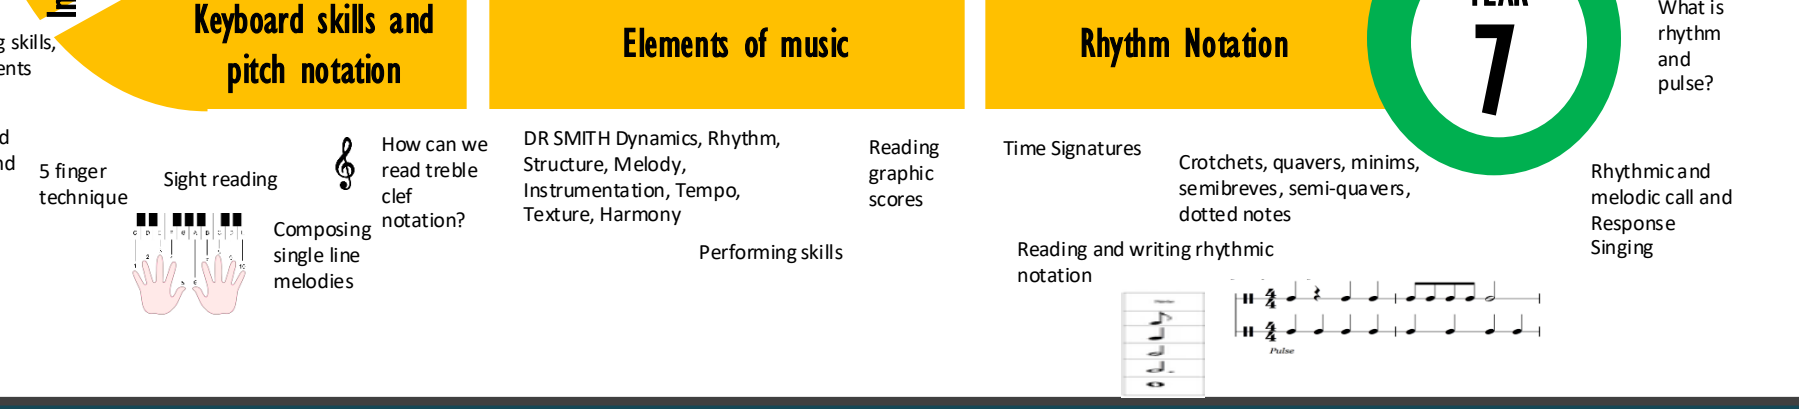 Keyboard skills and
pitch notation
Elements of music
Rhythm Notation
YEAR
7
What is
rhythm
and
pulse?
g skills,
ents
d
nd
5 finger
technique
Sight reading
How can we
read treble
clef
notation?
Composing
single line
melodies
DR SMITH Dynamics, Rhythm,
Structure, Melody,
Instrumentation, Tempo,
Texture, Harmony
Reading
graphic
scores
Performing skills
Time Signatures
Crotchets, quavers, minims,
semibreves, semi-quavers,
dotted notes
Reading and writing rhythmic
notation
Pulse
Rhythmic and
melodic call and
Response
Singing